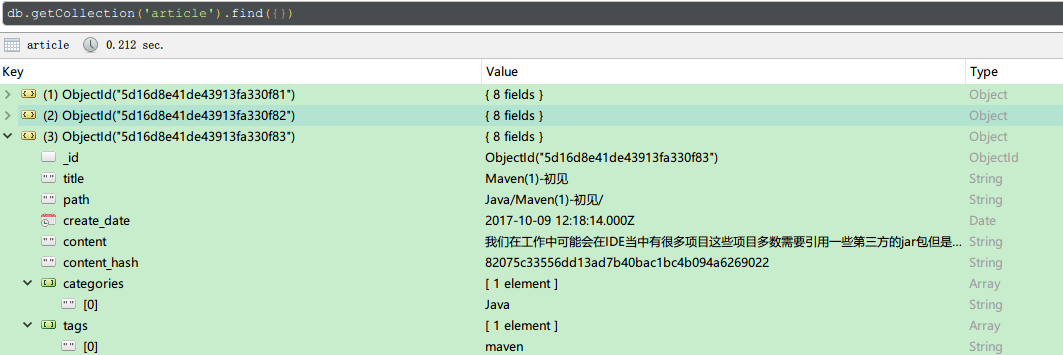 db.getCollection('article').find({})
article 0.212 sec.
Key Value Type
(1) ObjectId("5d16d8e41de43913fa330f81") { 8 fields } Object
(2) ObjectId("5d16d8e41de43913fa330f82") { 8 fields } Object
(3) ObjectId("5d16d8e41de43913fa330f83") { 8 fields } Object
_id ObjectId("5d16d8e41de43913fa330f83") ObjectId
title Maven(1)-初见 String
path Java/Maven(1)-初见/ String
create_date 2017-10-09 12:18:14.000Z Date
content 我们在工作中可能会在IDE当中有很多项目这些项目多数需要引用一些第三方的jar包但是... String
content_hash 82075c33556dd13ad7b40bac1bc4b094a6269022 String
categories [ 1 element ] Array
[0] Java String
tags [ 1 element ] Array
[0] maven String